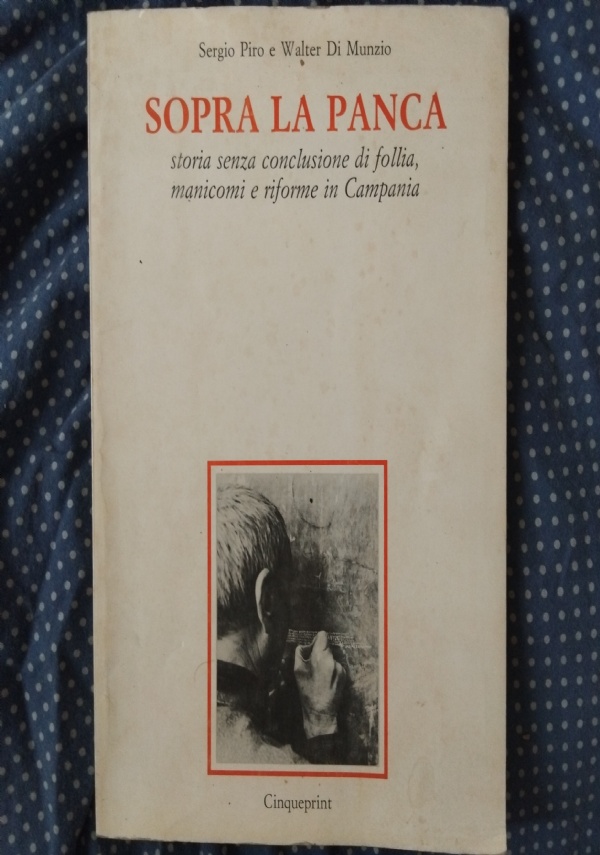 Sergio Piro e Walter Di Munzio
SOPRA LA PANCA
storia senza conclusione di follia,
manicomi e riforme in Campania
Cinqueprint